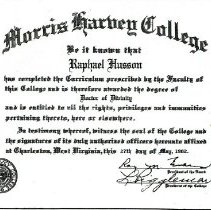 Morris Harvey College
Be it known that
Raphael Husson
has completed the Curriculum prescribed by the Faculty of
this College and is therefore awarded the degree of
Doctor of Divinity
and is entitled to all the rights, privileges and immunities
pertaining thereto, here or elsewhere.
In testimony whereof, witness the seal of the College and
the signatures of its only authorized officers hereunto affixed
at Charleston, West Virginia, this 27th day of May, 1962.
President of the Board
President of the College